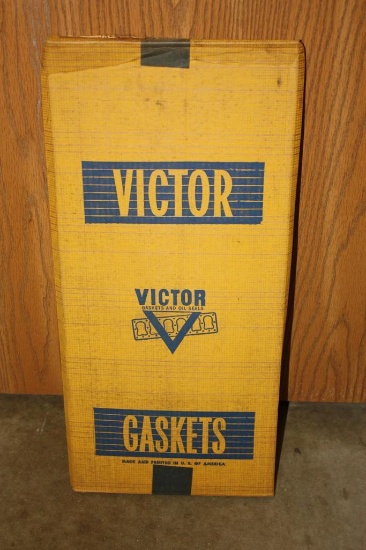 VICTOR
VICTOR
GASKETS AND OIL SEALS
GASKETS
MADE AND PRINTED IN U. S. OF AMERICA